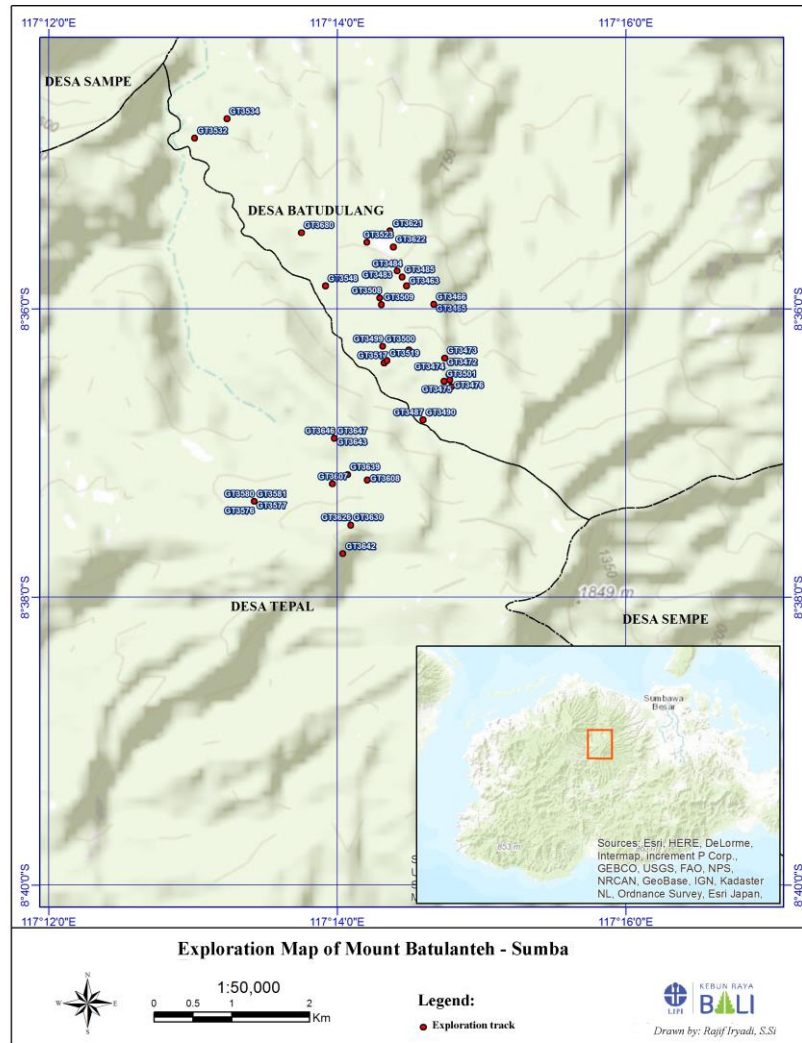 117°12'0"E
117°14'0"E
117°16'0"E
DESA SAMPE
GT3534
GT3532
750
DESA BATUDULANG
GT3680
GT3621
GT3523
GT3622
GT3484
GT3485
GT3483
GT3463
GT3548
GT3508
GT3509
GT3466
GT3465
8°36'0"S
8°36'0"S
GT3499
GT3500
GT3517
GT3519
GT3473
GT3472
GT3474
GT3501
GT3475
GT3476
GT3487
GT3490
GT3646
GT3647
GT3643
GT3639
GT3607
GT3608
GT3580
GT3581
GT3576
GT3577
GT3626
GT3630
GT3642
1350
1849 m
8°38'0"S
8°38'0"S
DESA TEPAL
DESA SEMPE
Sumbawa
Besar
853 m
Sources: Esri, HERE, DeLorme,
Intermap, increment P Corp.,
GEBCO, USGS, FAO, NPS,
NRCAN, GeoBase, IGN, Kadaster
NL, Ordnance Survey, Esri Japan,
8°40'0"S
8°40'0"S
117°12'0"E
117°14'0"E
117°16'0"E
Exploration Map of Mount Batulanteh - Sumba
N
W
E
S
1:50,000
0 0.5 1 2
Km
Legend:
Exploration track
LIPI
KEBUN RAYA
BALI
Drawn by: Rajif Iryadi, S.Si